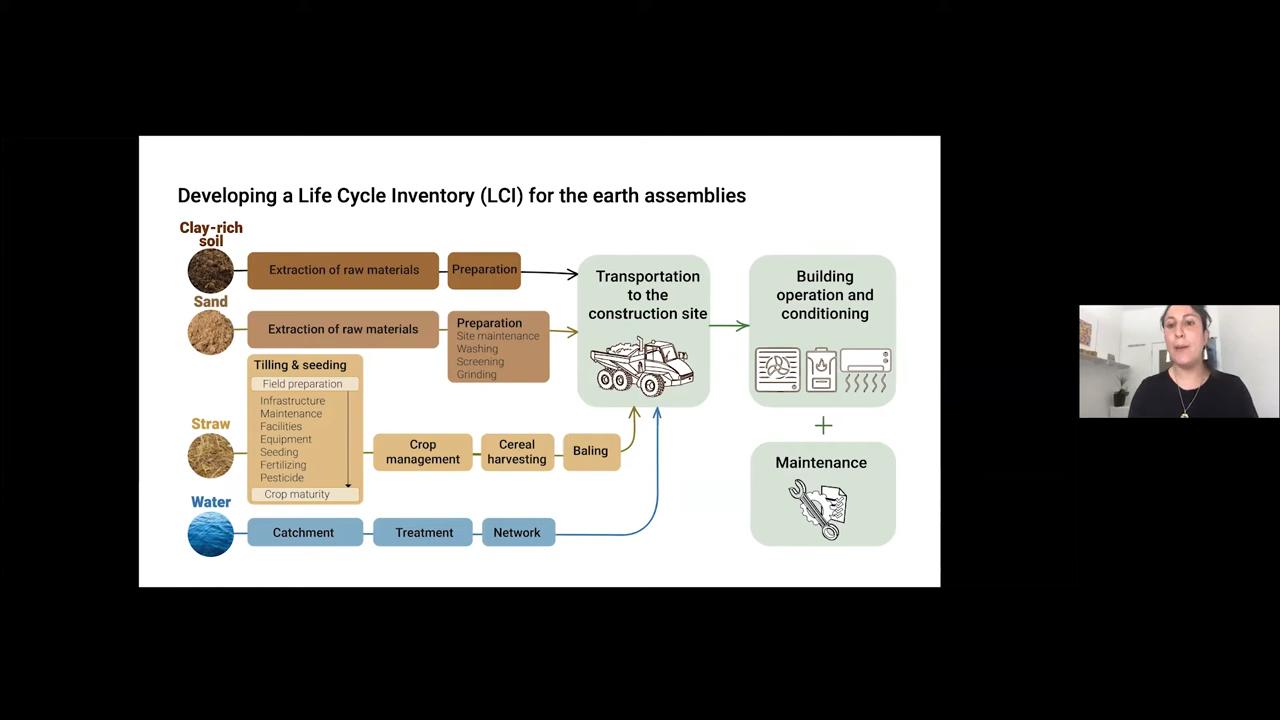 Developing a Life Cycle Inventory (LCI) for the earth assemblies
Clay-rich
soil
Extraction of raw materials
Preparation
Sand
Extraction of raw materials
Preparation
Site maintenance
Washing
Screening
Grinding
Straw
Tilling & seeding
Field preparation
Infrastructure
Maintenance
Facilities
Equipment
Seeding
Fertilizing
Pesticide
Crop maturity
Crop
management
Cereal
harvesting
Baling
Water
Catchment
Treatment
Network
Transportation
to the
construction site
Building
operation and
conditioning
+
Maintenance